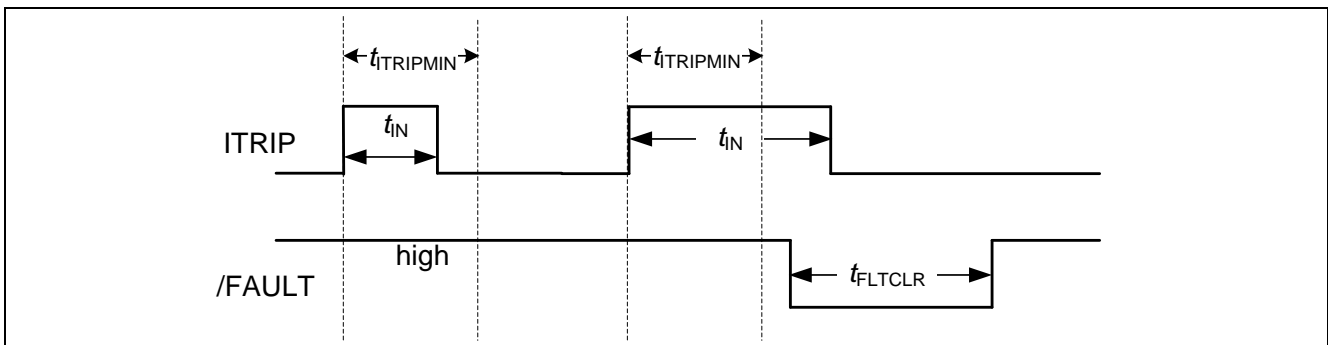 tITRIPMIN tITRIPMIN
ITRIP tIN tIN
high
/FAULT tFLTCLR